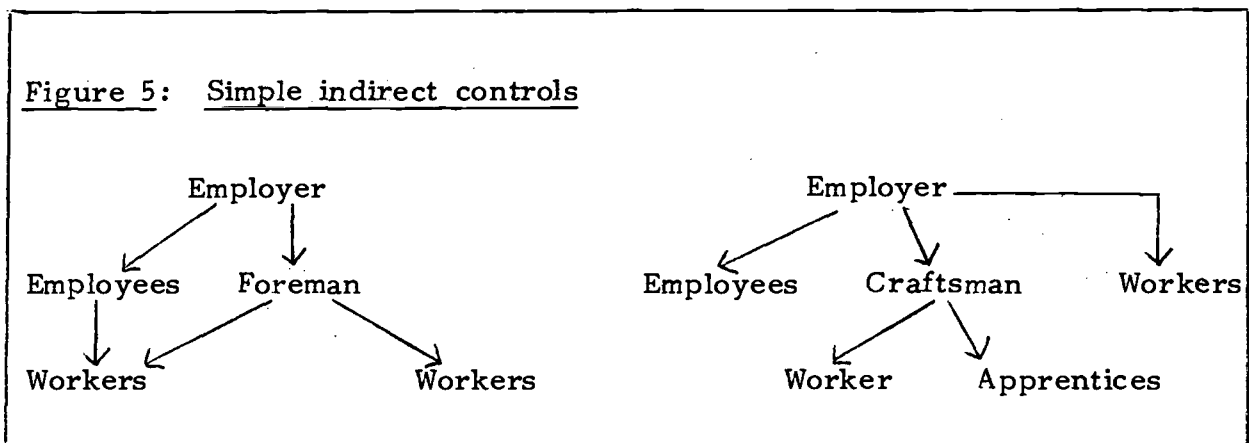 Figure 5: Simple indirect controls
Employer Employer
Employees Foreman Employees Craftsman Workers
Workers Workers Worker Apprentices